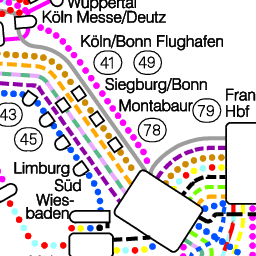 Wuppertal
Köln Messe/Deutz
Köln/Bonn Flughafen
41 49
Siegburg/Bonn
Montabaur 79 Fran
Hbf
43
78
45
Limburg
Süd
Wies-
baden